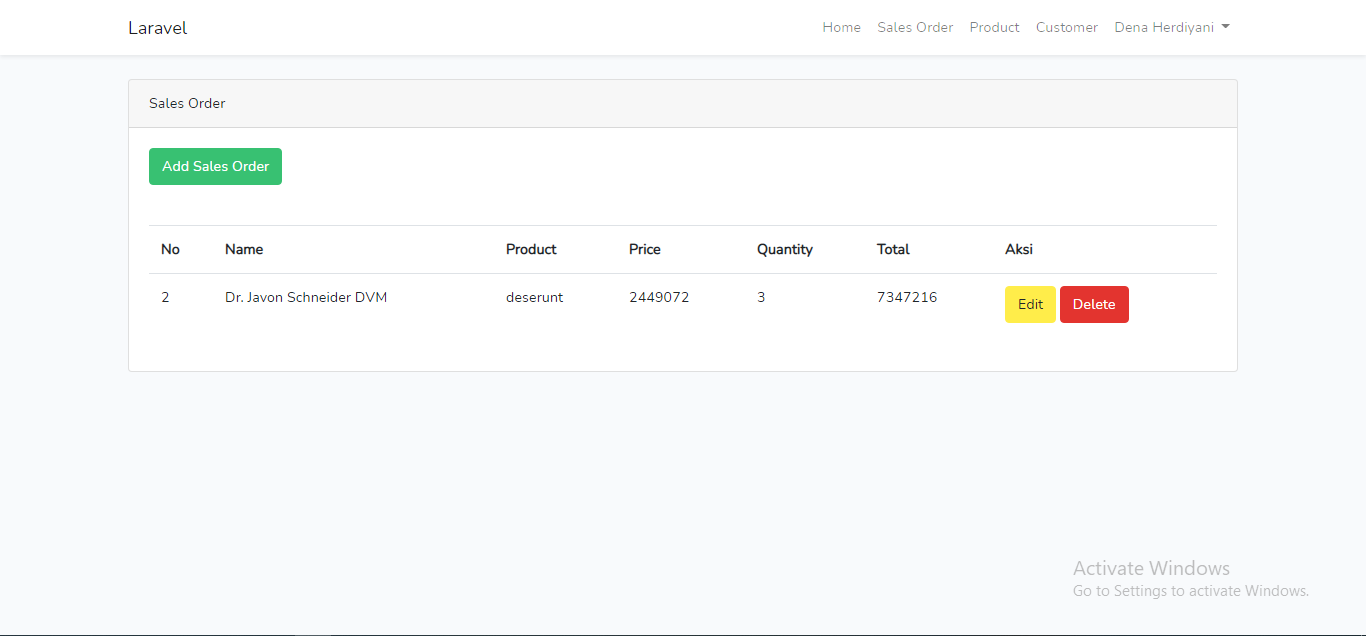 Laravel Home Sales Order Product Customer Dena Herdiyani
Sales Order
Add Sales Order
No Name Product Price Quantity Total Aksi
2 Dr. Javon Schneider DVM deserunt 2449072 3 7347216 Edit Delete
Activate Windows
Go to Settings to activate Windows.